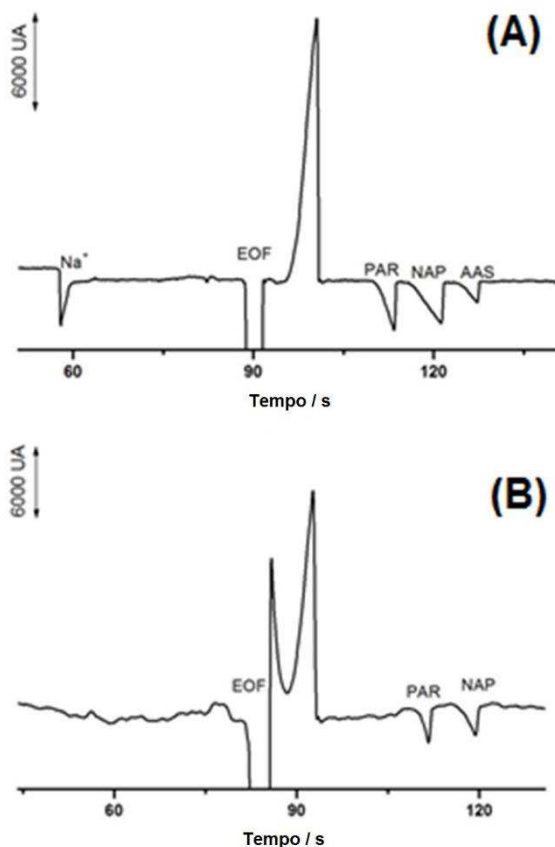 (A)
6000 UA
Na⁺
EOF
PAR NAP AAS
60 90 120
Tempo / s
(B)
6000 UA
EOF
PAR NAP
60 90 120
Tempo / s